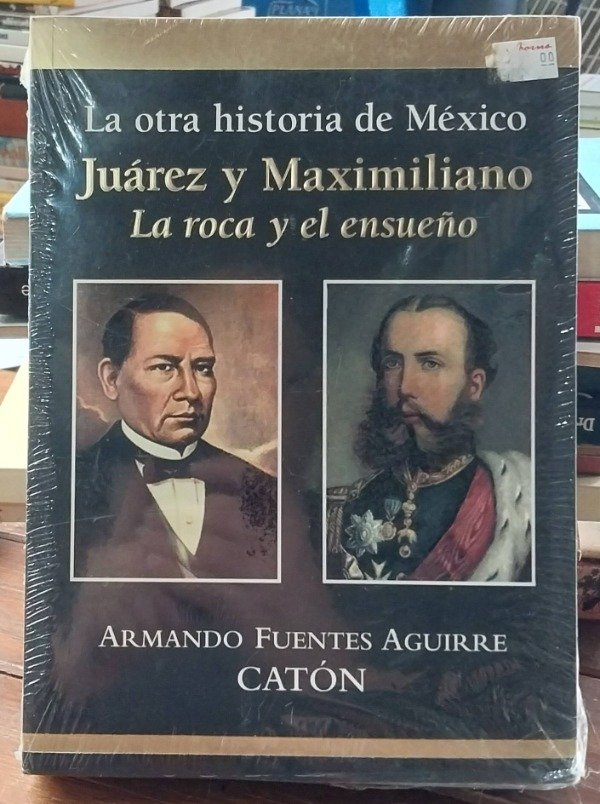 La otra historia de México
Juárez y Maximiliano
La roca y el ensueño
ARMANDO FUENTES AGUIRRE
CATÓN